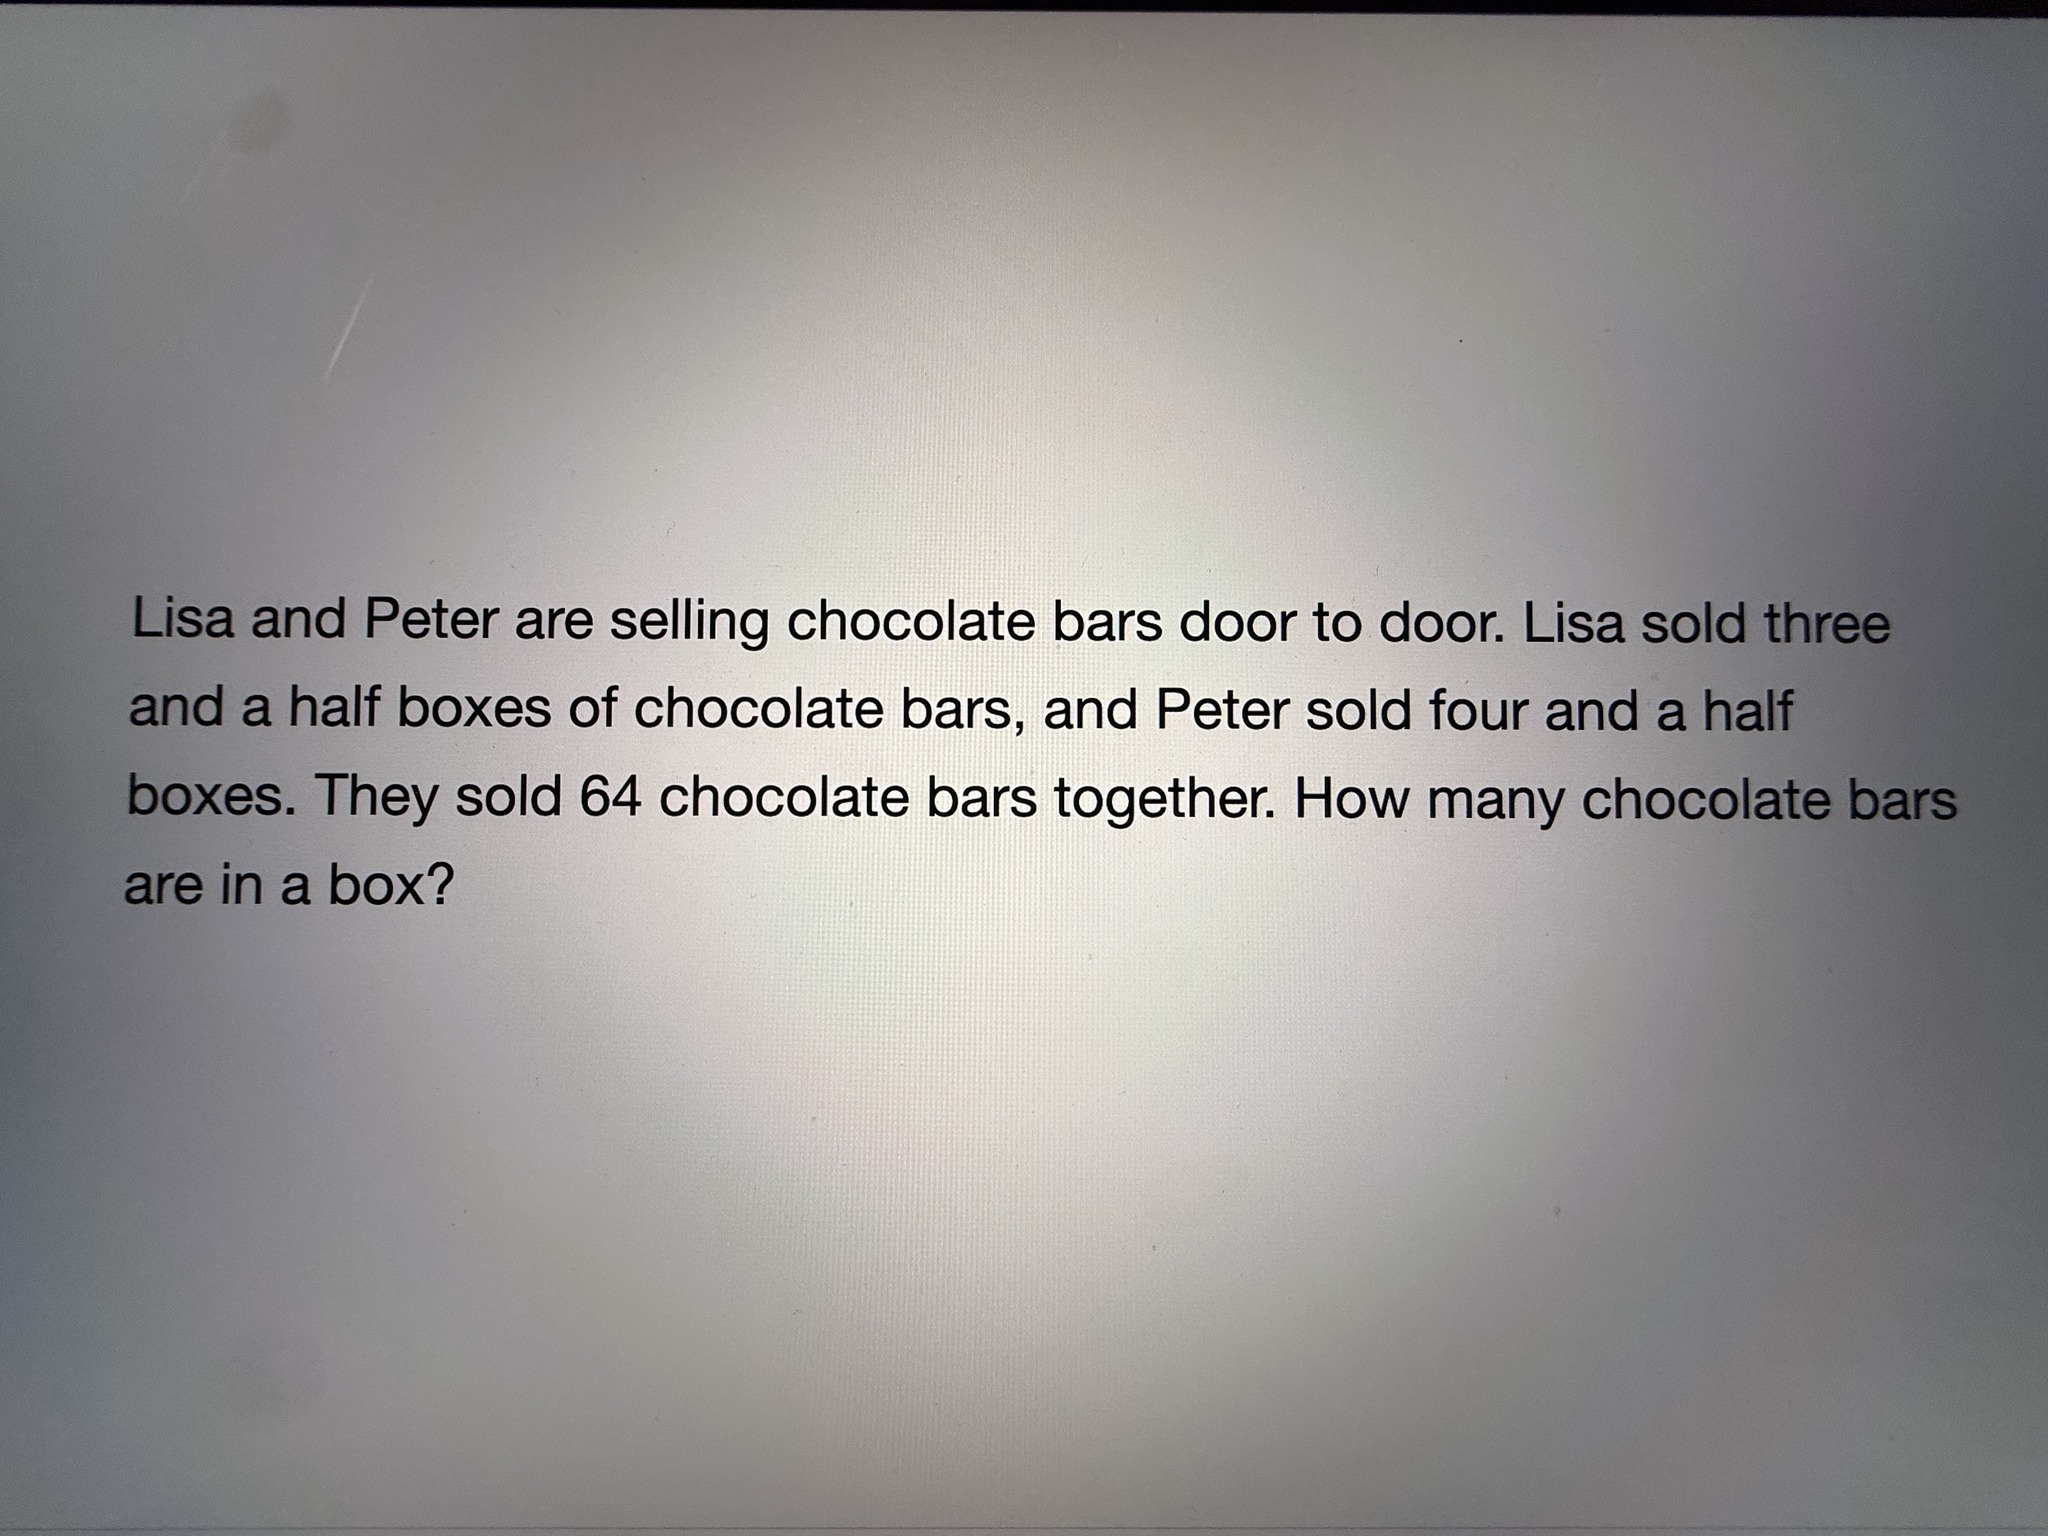 Lisa and Peter are selling chocolate bars door to door. Lisa sold three
and a half boxes of chocolate bars, and Peter sold four and a half
boxes. They sold 64 chocolate bars together. How many chocolate bars
are in a box?